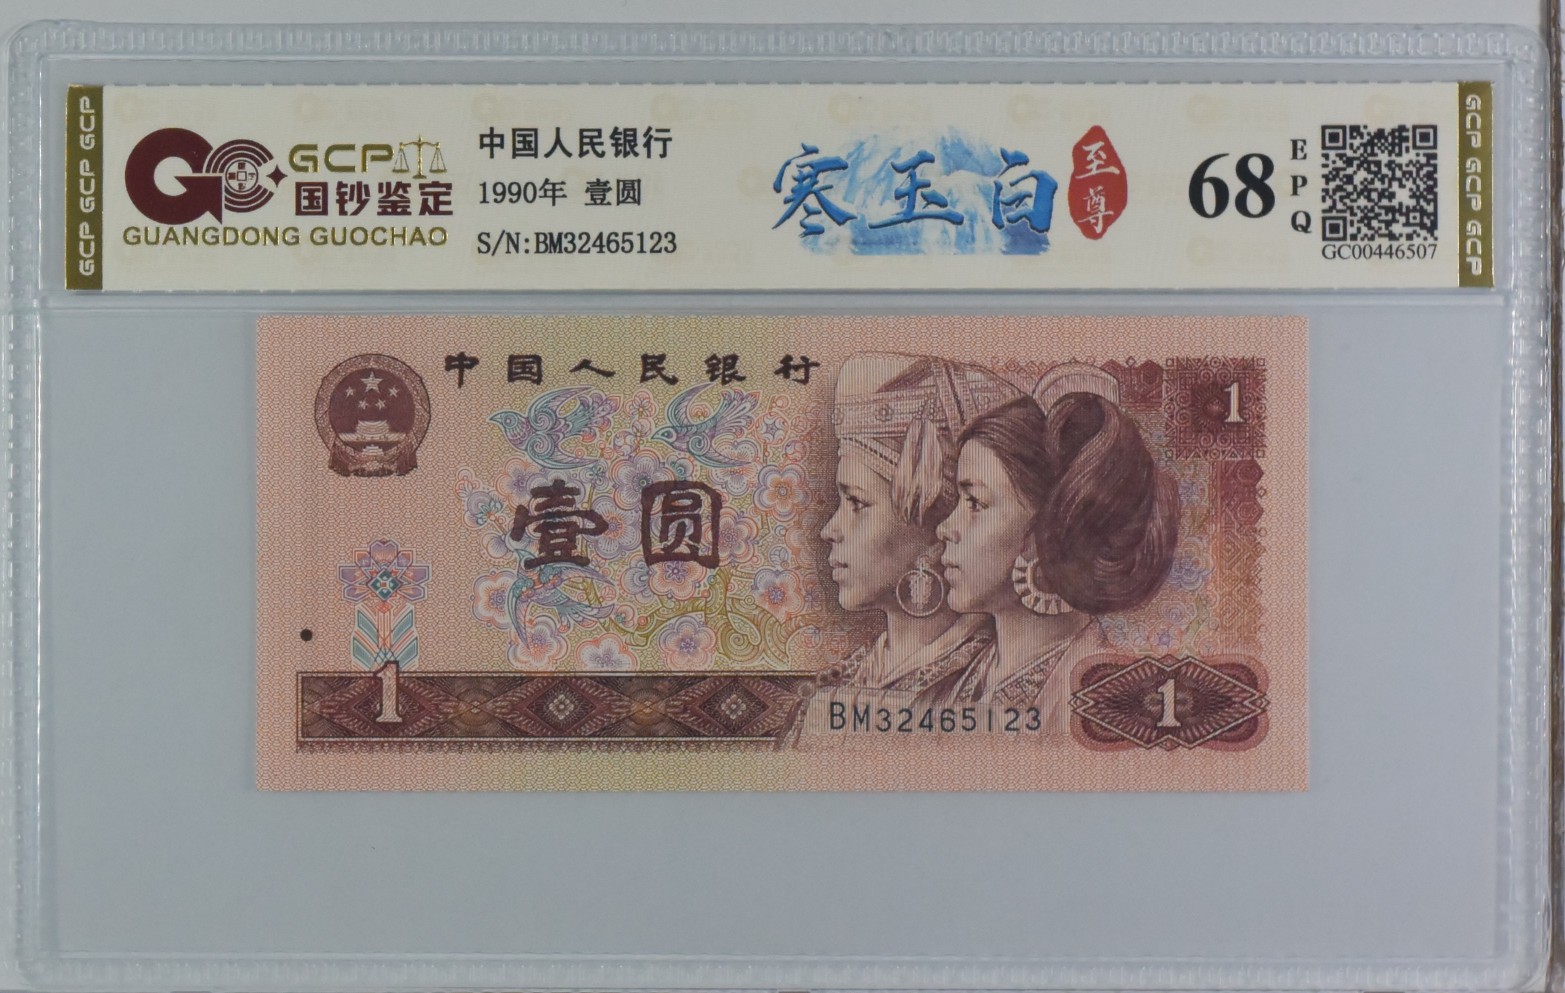 GCP GCP GCP
GCP
国钞鉴定
GUANGDONG GUOCHAO
中国人民银行
1990年 壹圆
S/N:BM32465123
寒玉白
至尊
68
EPQ
GC00446507
GCP GCP GCP
中国人民银行
1
壹圆
1
BM32465123
1